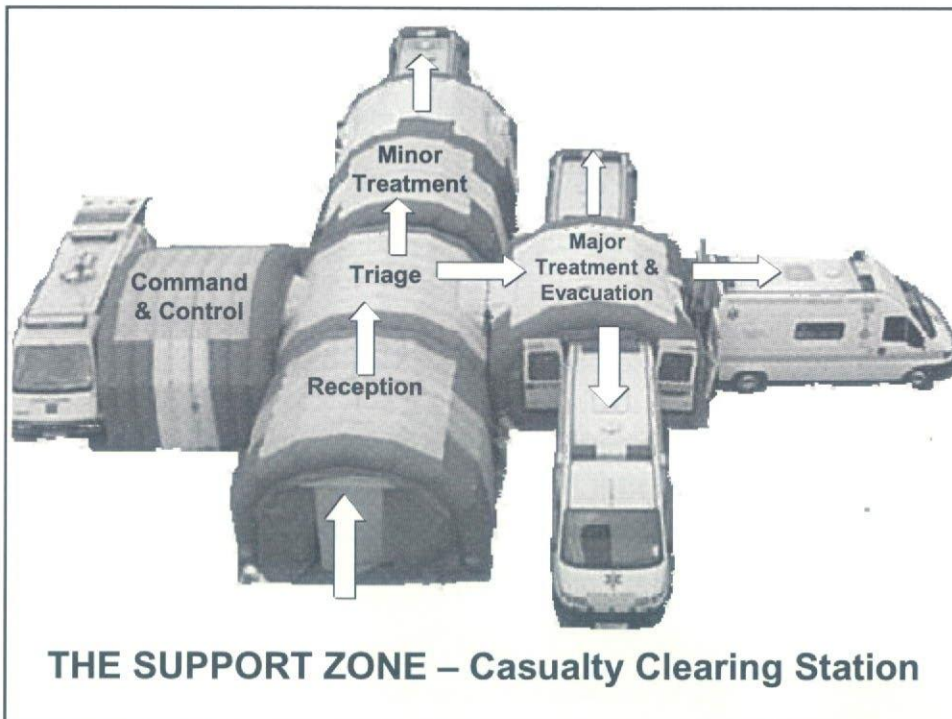 Minor
Treatment
Command
& Control
Triage
Major
Treatment &
Evacuation
Reception
THE SUPPORT ZONE – Casualty Clearing Station